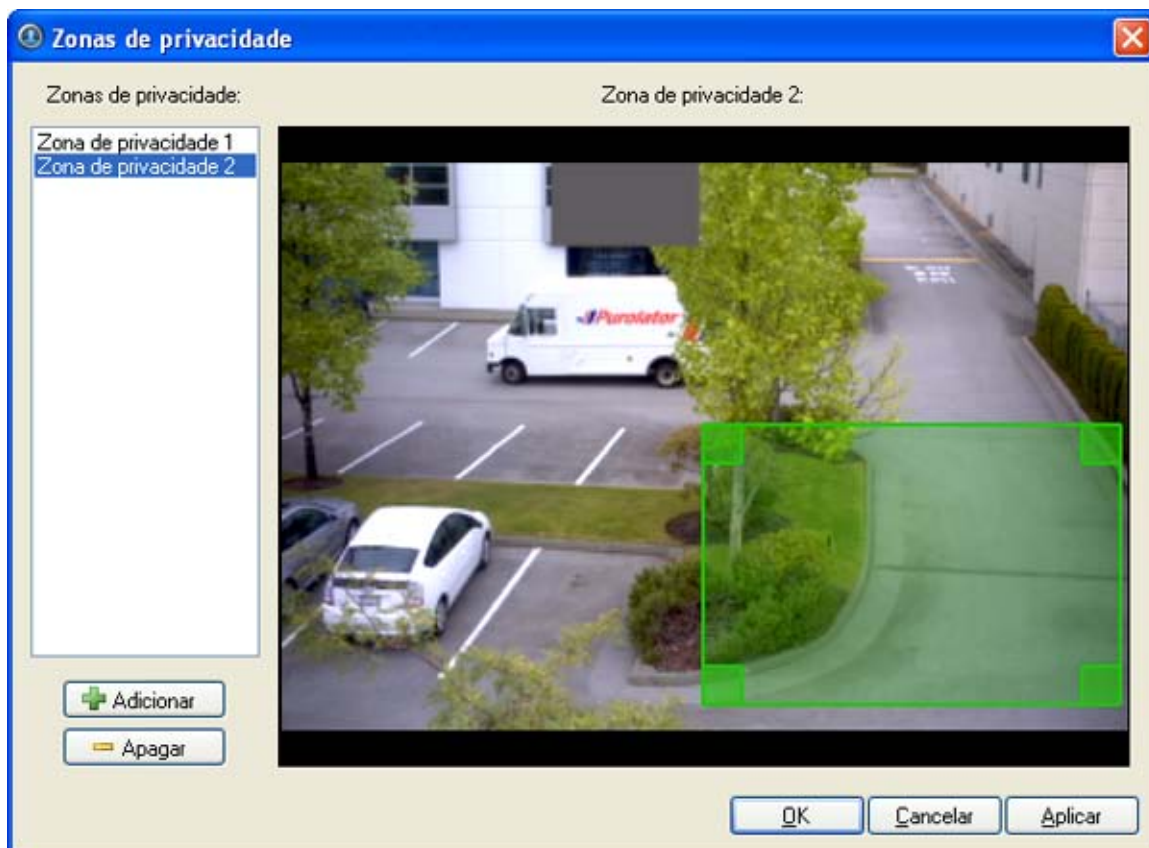 Zonas de privacidade
Zonas de privacidade:
Zona de privacidade 2:
Zona de privacidade 1
Zona de privacidade 2
Purolator
Adicionar
Apagar
OK
Cancelar
Aplicar